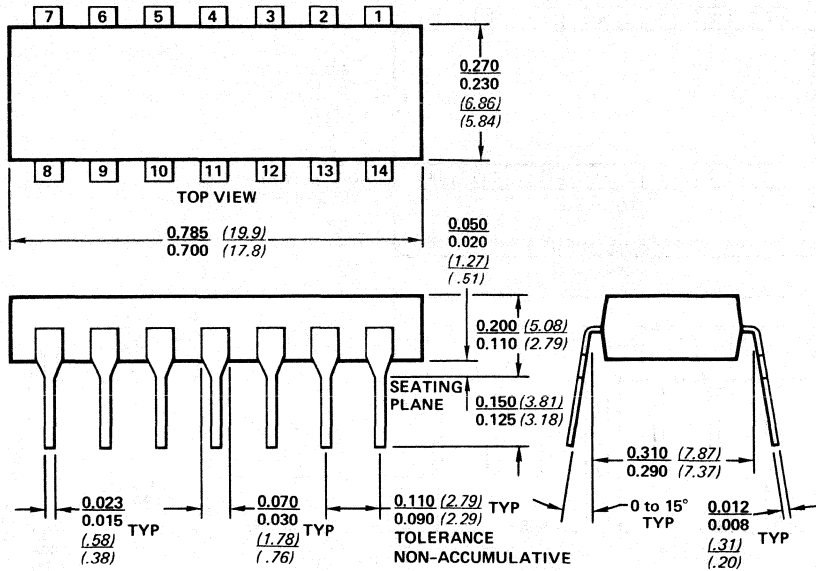 7 6 5 4 3 2 1
0.270
0.230
(6.86)
(5.84)
8 9 10 11 12 13 14
TOP VIEW
0.785 (19.9)
0.700 (17.8)
0.050
0.020
(1.27)
(.51)
0.200 (5.08)
0.110 (2.79)
SEATING
PLANE
0.150 (3.81)
0.125 (3.18)
0.310 (7.87)
0.290 (7.37)
0.023
0.015 TYP
(.58)
(.38)
0.070
0.030 TYP
(1.78)
(.76)
0.110 (2.79) TYP
0.090 (2.29)
TOLERANCE
NON-ACCUMULATIVE
0 to 15°
TYP
0.012
0.008 TYP
(.31)
(.20)